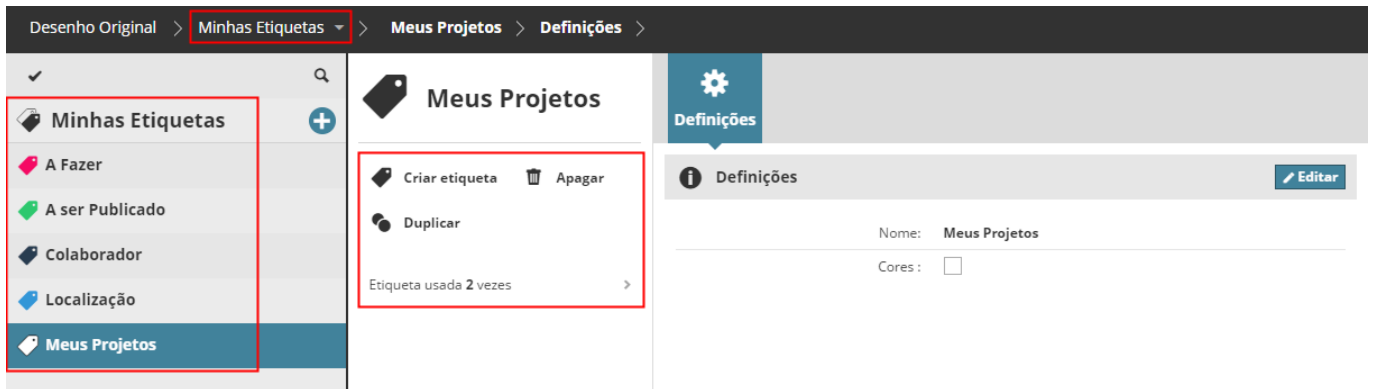 Desenho Original > Minhas Etiquetas > Meus Projetos > Definições >
Minhas Etiquetas
A Fazer
A ser Publicado
Colaborador
Localização
Meus Projetos
Meus Projetos
Criar etiqueta Apagar
Duplicar
Etiqueta usada 2 vezes >
Definições
Definições Editar
Nome: Meus Projetos
Cores :